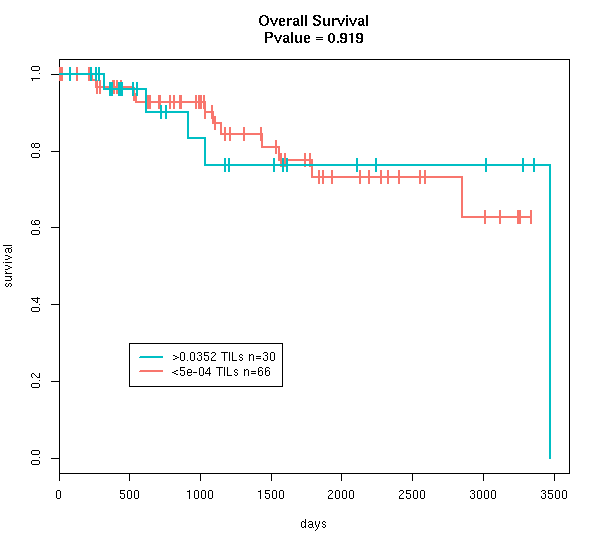 Overall Survival
Pvalue = 0.919
survival
1.0
0.8
0.6
0.4
0.2
0.0
>0.0352 TILs n=30
<5e-04 TILs n=66
0 500 1000 1500 2000 2500 3000 3500
days